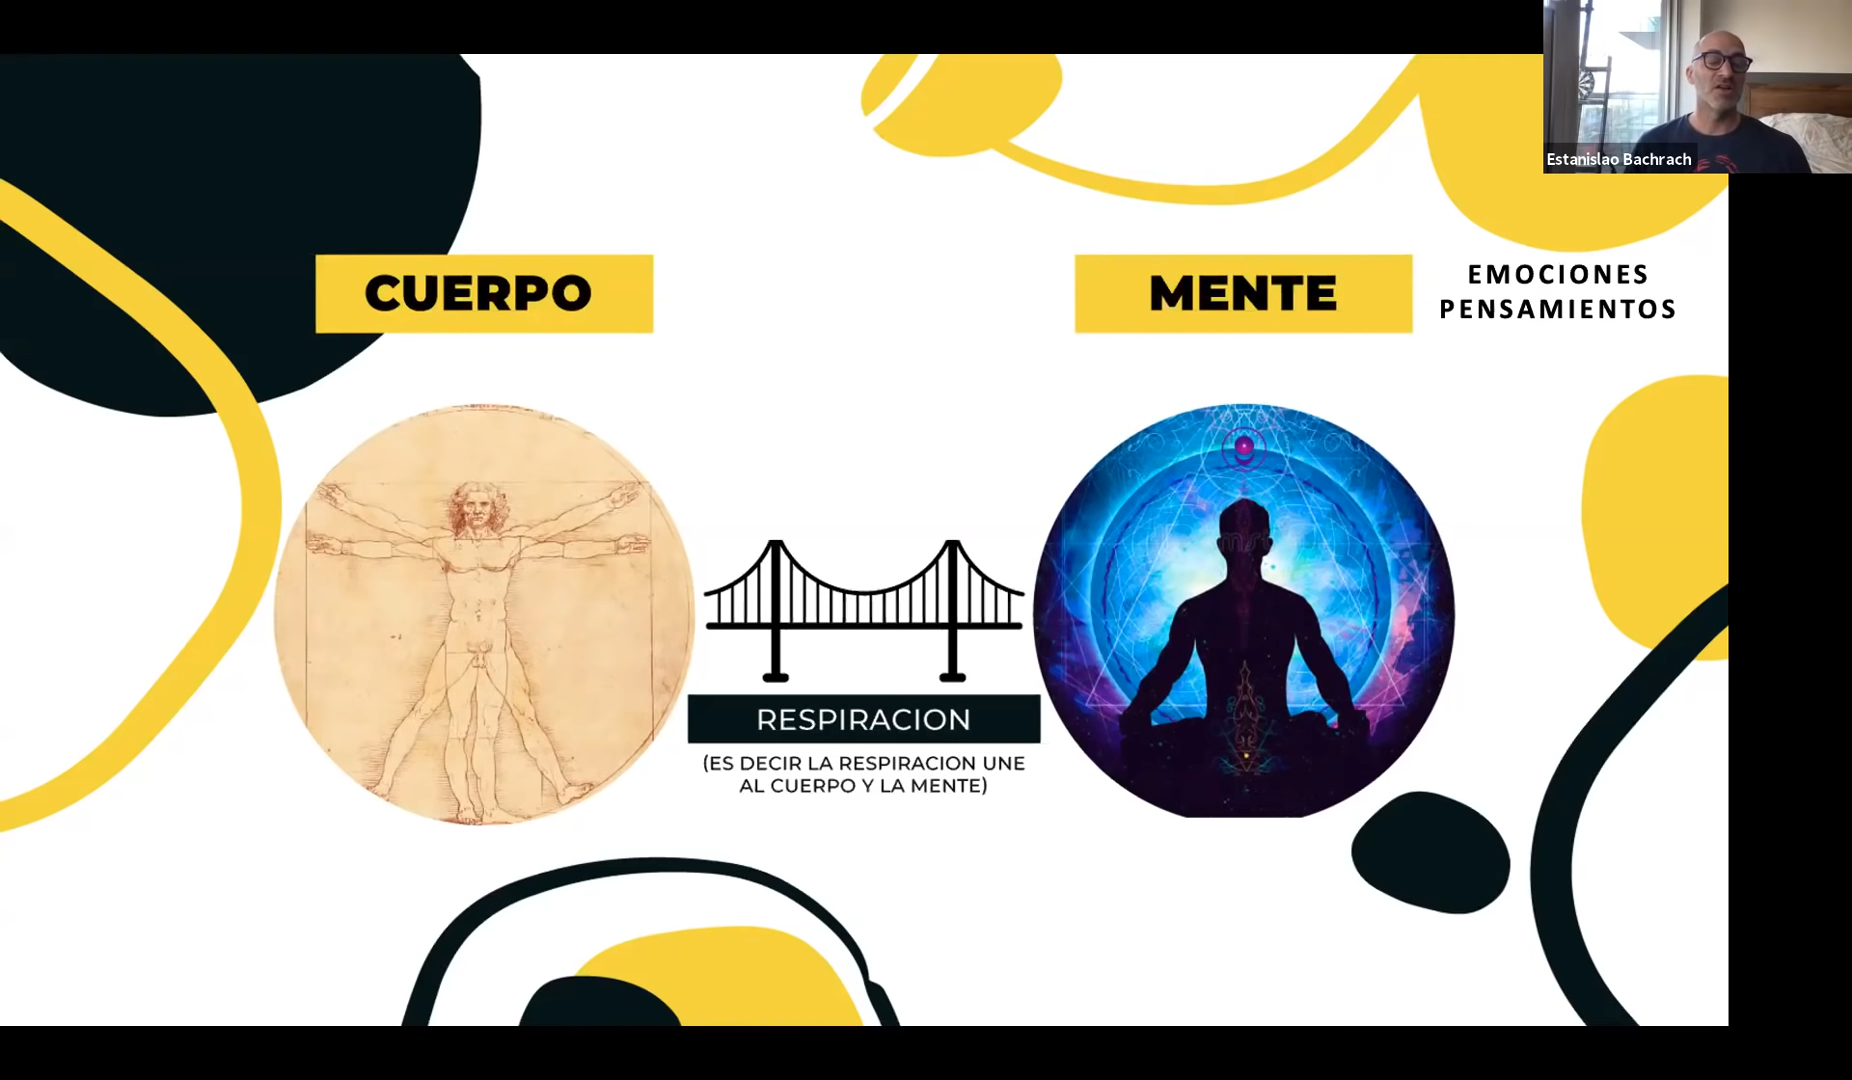 Estanislao Bachrach
CUERPO
MENTE
EMOCIONES
PENSAMIENTOS
RESPIRACION
(ES DECIR LA RESPIRACION UNE
AL CUERPO Y LA MENTE)